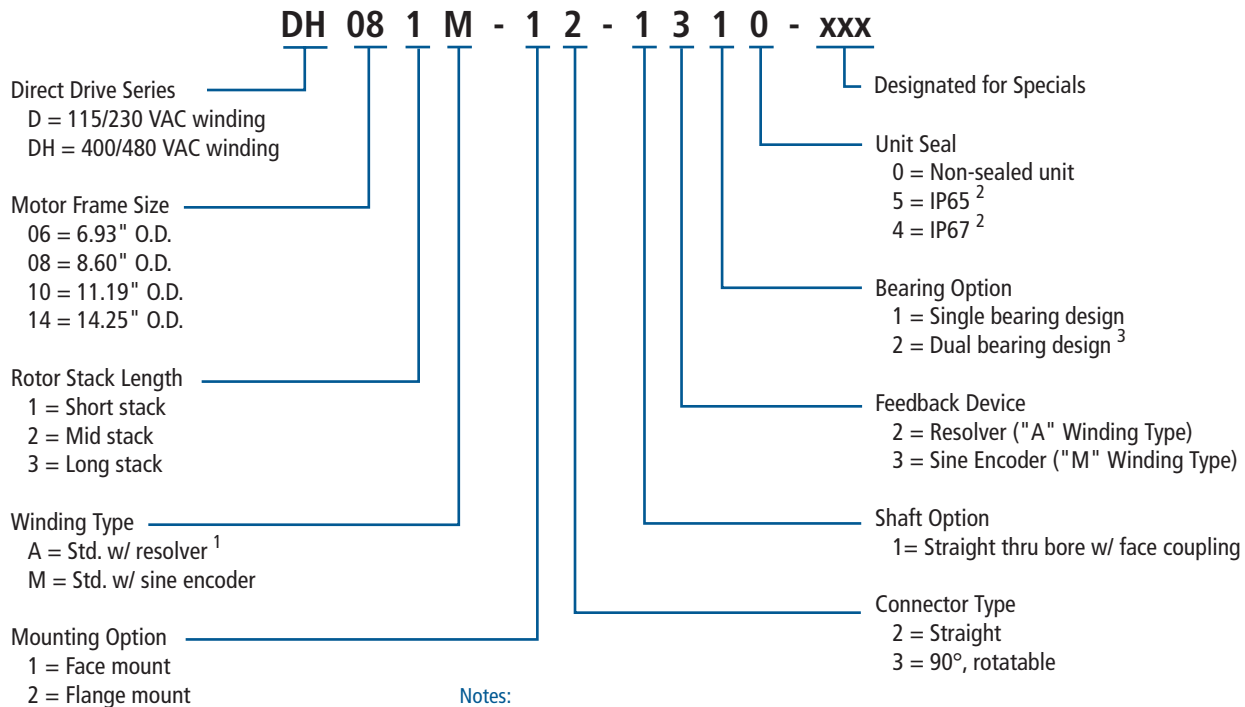 DH 08 1 M - 1 2 - 1 3 1 0 - xxx
Direct Drive Series
D = 115/230 VAC winding
DH = 400/480 VAC winding
Motor Frame Size
06 = 6.93" O.D.
08 = 8.60" O.D.
10 = 11.19" O.D.
14 = 14.25" O.D.
Rotor Stack Length
1 = Short stack
2 = Mid stack
3 = Long stack
Winding Type
A = Std. w/ resolver 1
M = Std. w/ sine encoder
Mounting Option
1 = Face mount
2 = Flange mount
Designated for Specials
Unit Seal
0 = Non-sealed unit
5 = IP65 2
4 = IP67 2
Bearing Option
1 = Single bearing design
2 = Dual bearing design 3
Feedback Device
2 = Resolver ("A" Winding Type)
3 = Sine Encoder ("M" Winding Type)
Shaft Option
1= Straight thru bore w/ face coupling
Connector Type
2 = Straight
3 = 90°, rotatable
Notes: